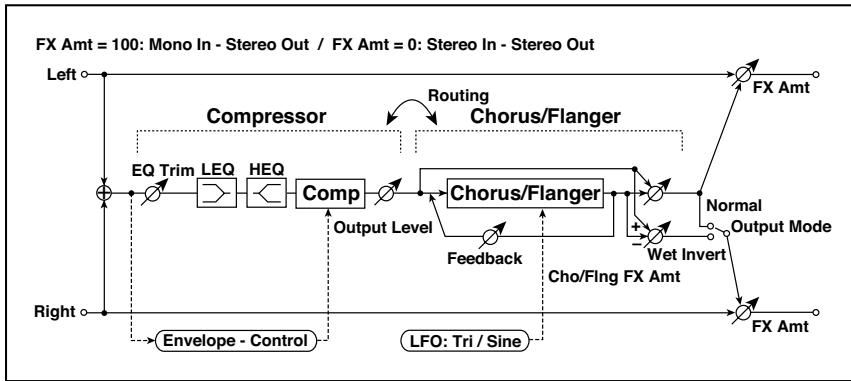 FX Amt = 100: Mono In - Stereo Out / FX Amt = 0: Stereo In - Stereo Out
Left
FX Amt
Routing
Compressor
Chorus/Flanger
EQ Trim
LEQ
HEQ
Comp
Output Level
Chorus/Flanger
Feedback
+
−
Normal
Output Mode
Wet Invert
Cho/Flng FX Amt
Right
FX Amt
Envelope - Control
LFO: Tri / Sine